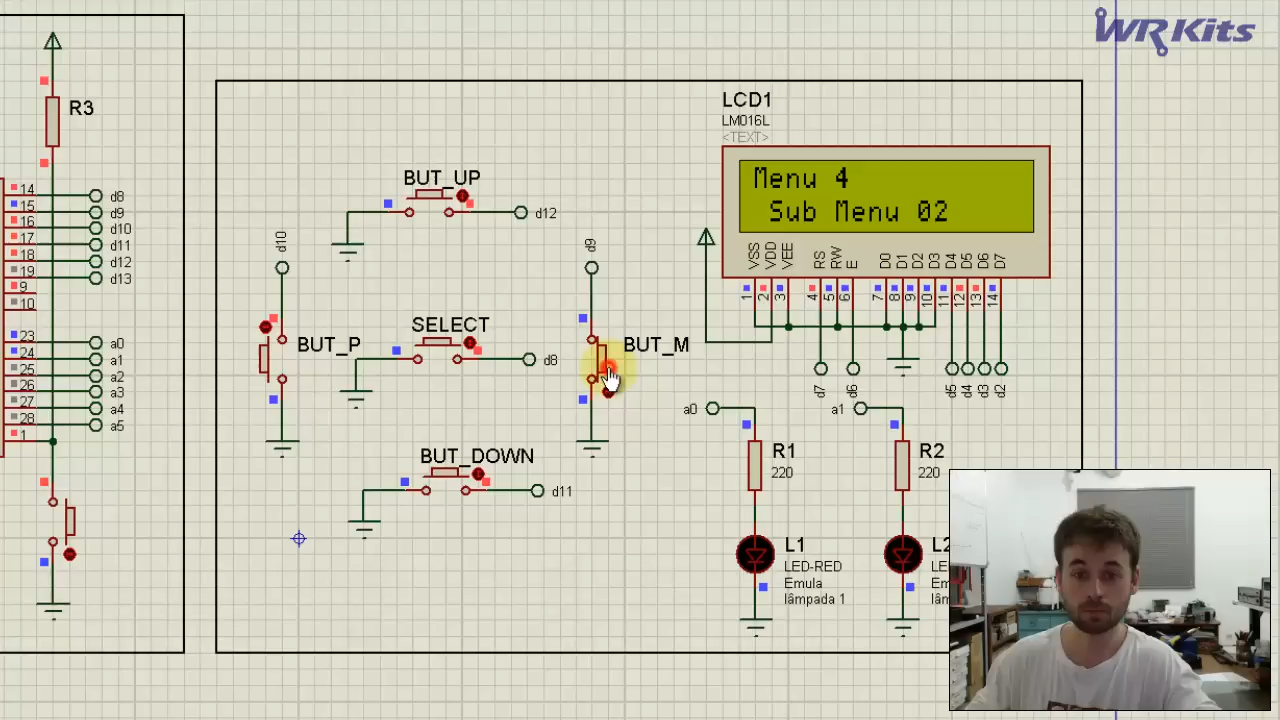 WR Kits
R3
14
15
16
17
18
19
9
10
23
24
25
26
27
28
1
d8
d9
d10
d11
d12
d13
a0
a1
a2
a3
a4
a5
BUT_UP
d12
d10
BUT_P
SELECT
d8
d9
BUT_M
BUT_DOWN
d11
LCD1
LM016L
<TEXT>
Menu 4
Sub Menu 02
VSS
VDD
VEE
RS
RW
E
D0
D1
D2
D3
D4
D5
D6
D7
1
2
3
4
5
6
7
8
9
10
11
12
13
14
d7
d6
d5
d4
d3
d2
a0
a1
R1
220
R2
220
L1
LED-RED
Emula
lâmpada 1